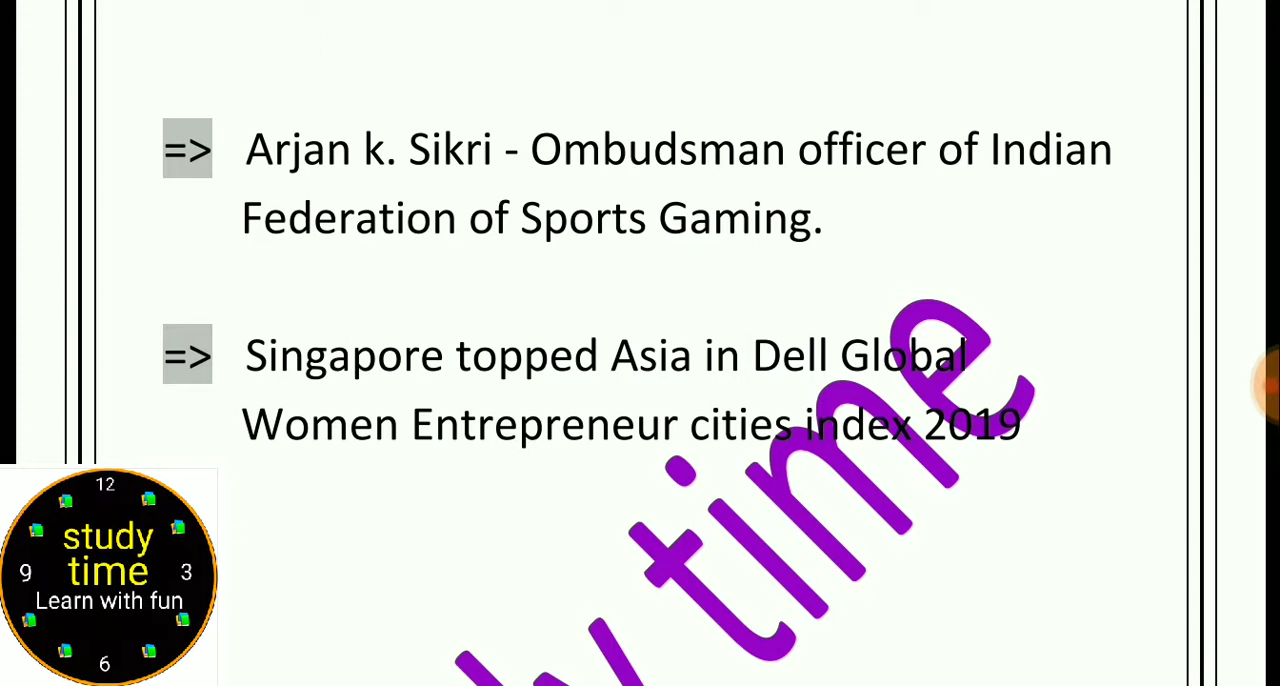 => Arjan k. Sikri - Ombudsman officer of Indian
Federation of Sports Gaming.
=> Singapore topped Asia in Dell Global
Women Entrepreneur cities index 2019
12
study
time
9
3
Learn with fun
6
time